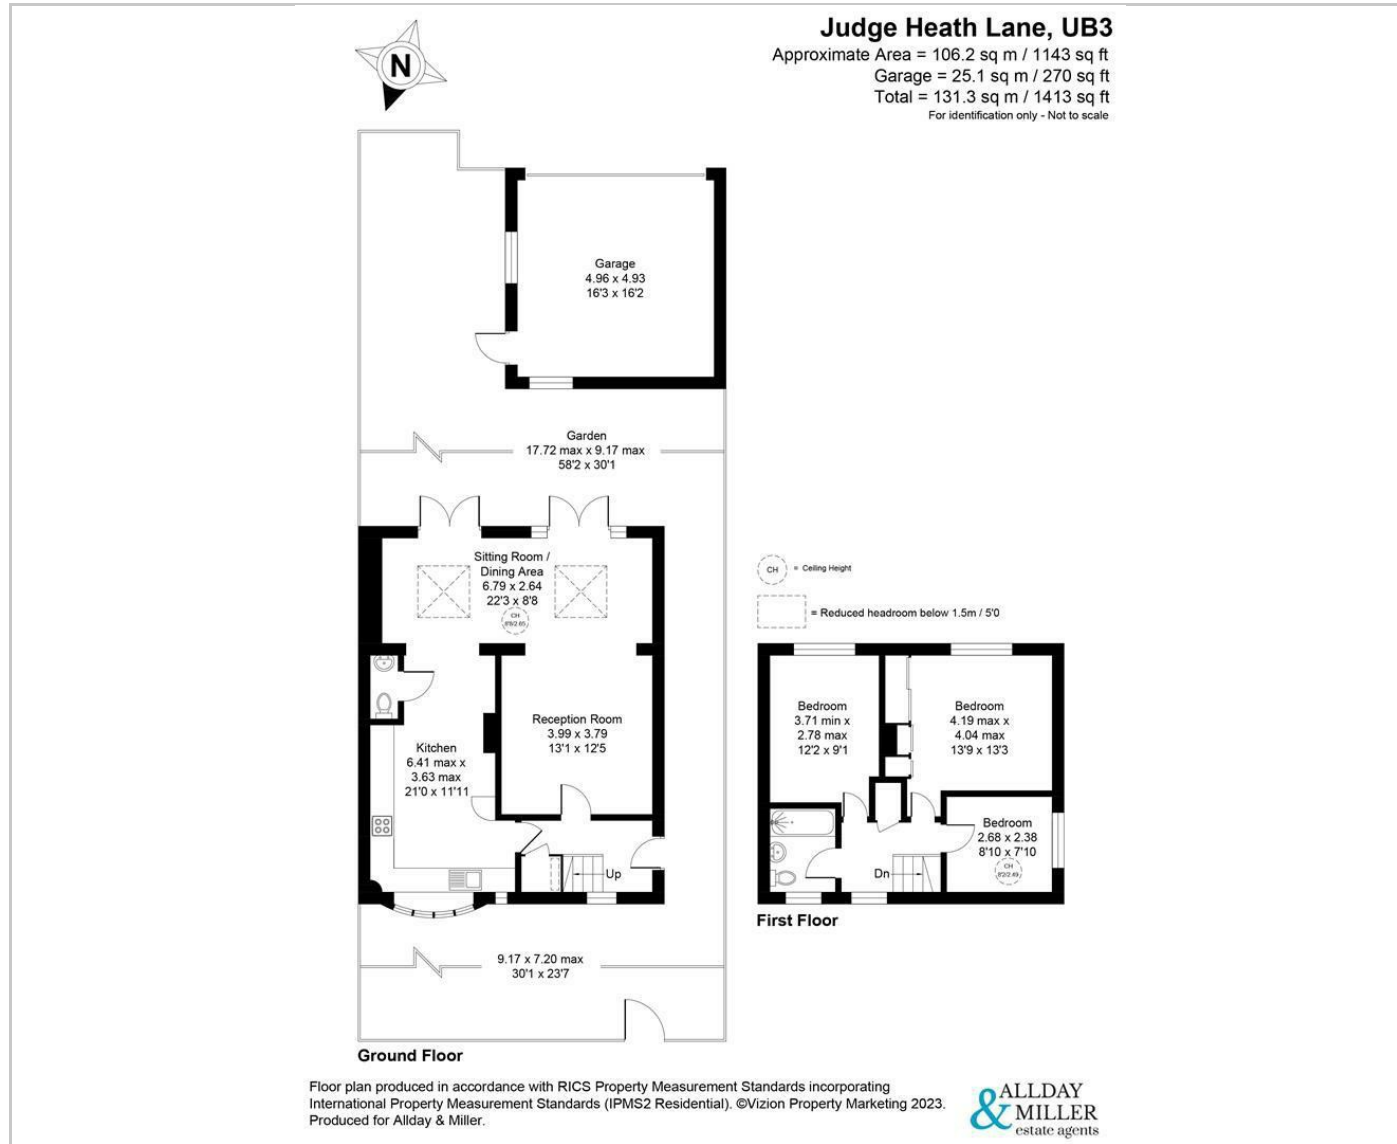 Judge Heath Lane, UB3
Approximate Area = 106.2 sq m / 1143 sq ft
Garage = 25.1 sq m / 270 sq ft
Total = 131.3 sq m / 1413 sq ft
For identification only - Not to scale
N
Garage
4.96 x 4.93
16'3 x 16'2
Garden
17.72 max x 9.17 max
58'2 x 30'1
Sitting Room /
Dining Area
6.79 x 2.64
22'3 x 8'8
CH
Reception Room
3.99 x 3.79
13'1 x 12'5
Kitchen
6.41 max x
3.63 max
21'0 x 11'11
Up
9.17 x 7.20 max
30'1 x 23'7
Ground Floor
CH = Ceiling Height
= Reduced headroom below 1.5m / 5'0
Bedroom
3.71 min x
2.78 max
12'2 x 9'1
Bedroom
4.19 max x
4.04 max
13'9 x 13'3
Bedroom
2.68 x 2.38
8'10 x 7'10
CH
Dn
First Floor
Floor plan produced in accordance with RICS Property Measurement Standards incorporating
International Property Measurement Standards (IPMS2 Residential). ©Vizion Property Marketing 2023.
Produced for Allday & Miller.
ALLDAY
& MILLER
estate agents